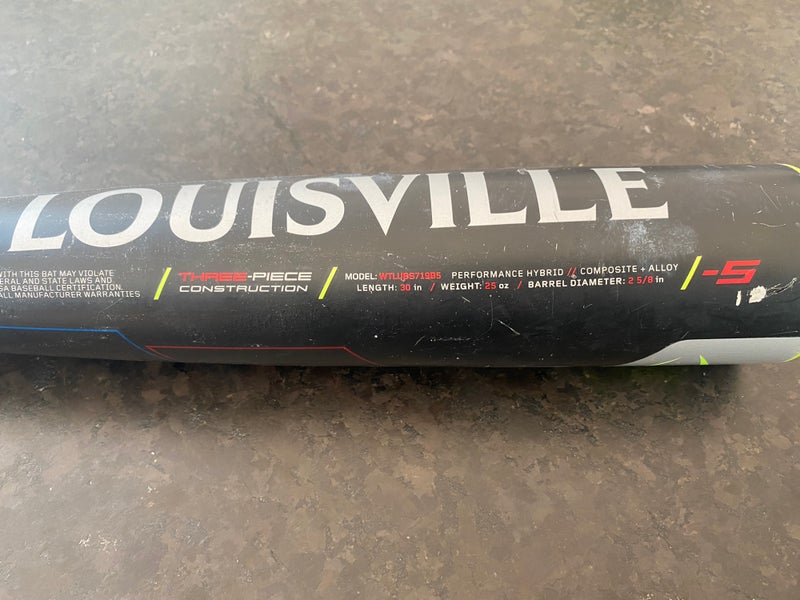 LOUISVILLE
WITH THIS BAT MAY VIOLATE
ERAL AND STATE LAWS AND
SA BASEBALL CERTIFICATION.
ALL MANUFACTURER WARRANTIES
THREE-PIECE
CONSTRUCTION
MODEL: WTLUBS719B5 PERFORMANCE HYBRID // COMPOSITE + ALLOY
LENGTH: 30 in / WEIGHT: 25 oz / BARREL DIAMETER: 2 5/8 in
-5